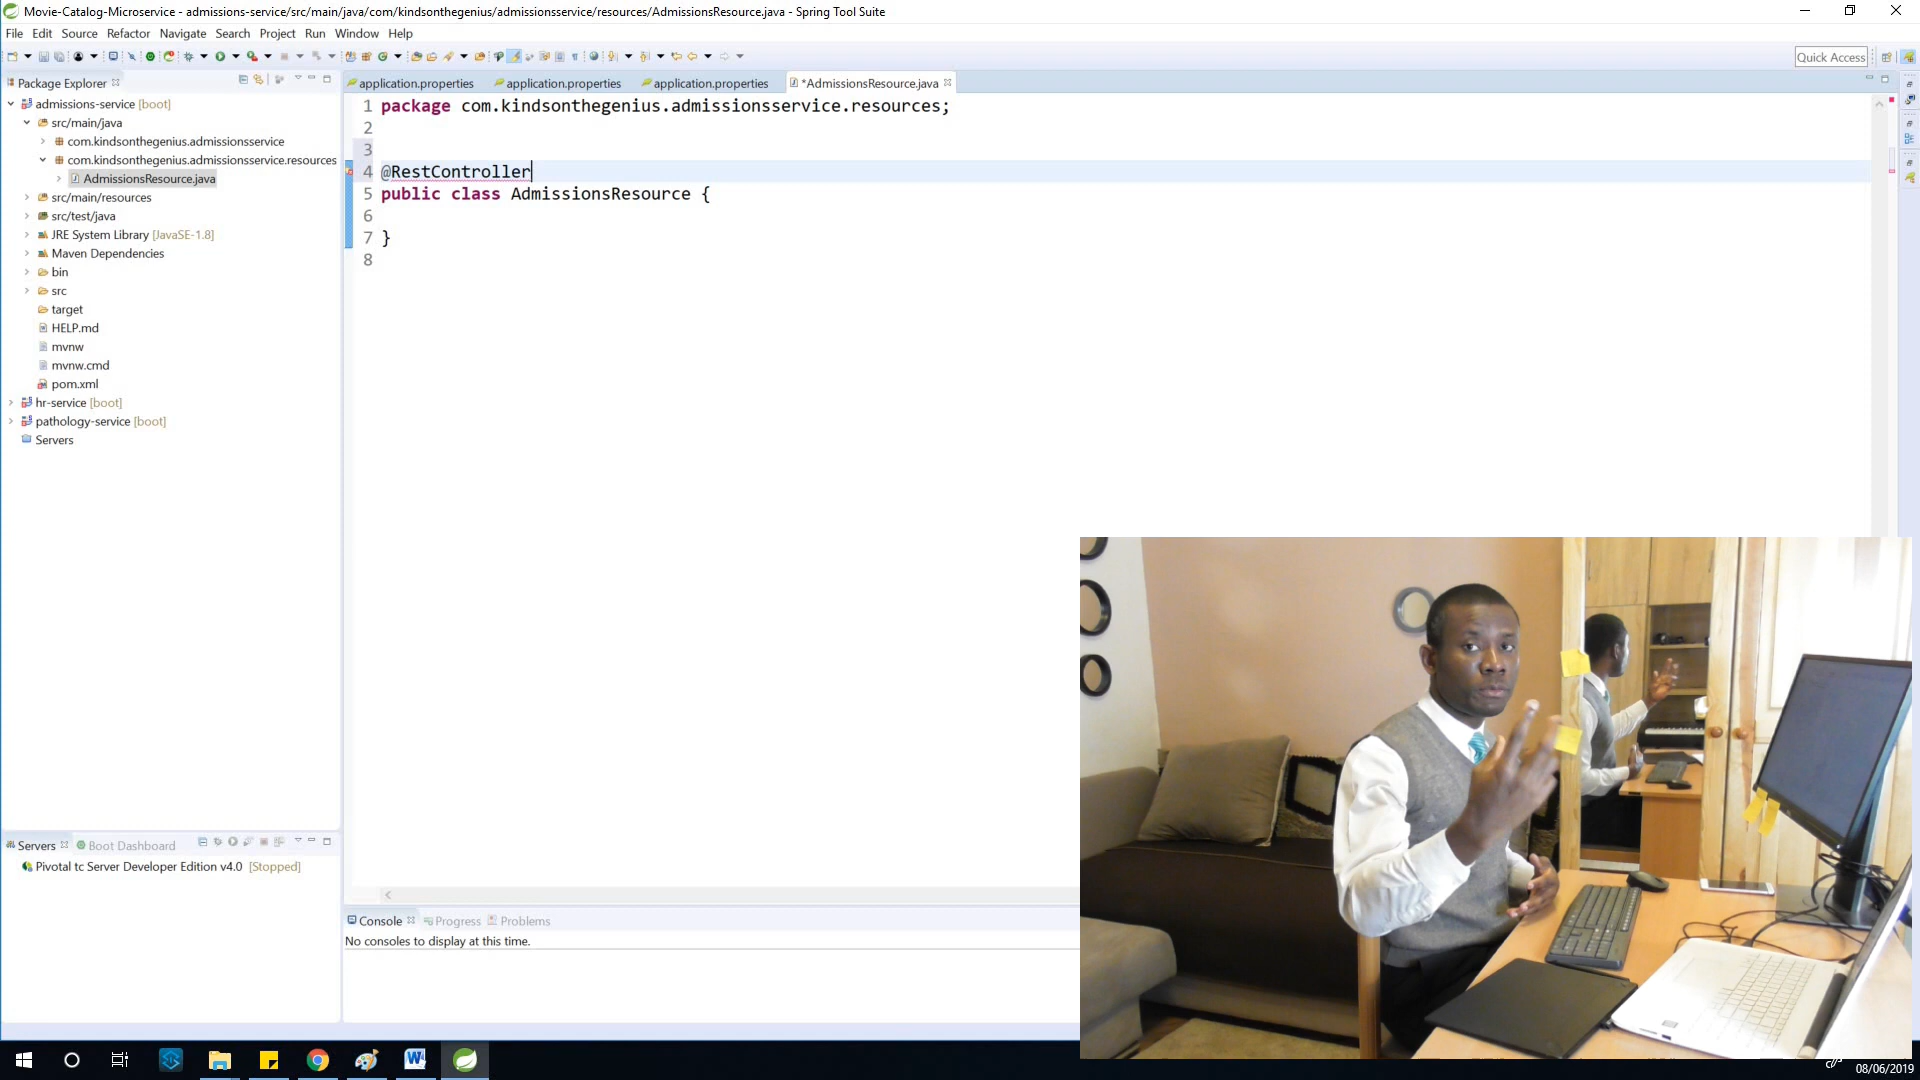 Movie-Catalog-Microservice - admissions-service/src/main/java/com/kindsonthegenius/admissionsservice/resources/AdmissionsResource.java - Spring Tool Suite
File Edit Source Refactor Navigate Search Project Run Window Help
Quick Access
Package Explorer
application.properties application.properties application.properties *AdmissionsResource.java
admissions-service [boot]
src/main/java
com.kindsonthegenius.admissionsservice
com.kindsonthegenius.admissionsservice.resources
AdmissionsResource.java
src/main/resources
src/test/java
JRE System Library [JavaSE-1.8]
Maven Dependencies
bin
src
target
HELP.md
mvnw
mvnw.cmd
pom.xml
hr-service [boot]
pathology-service [boot]
Servers
1 package com.kindsonthegenius.admissionsservice.resources;
2
3
4 @RestController
5 public class AdmissionsResource {
6
7 }
8
Servers Boot Dashboard
Pivotal tc Server Developer Edition v4.0 [Stopped]
Console Progress Problems
No consoles to display at this time.
08/06/2019